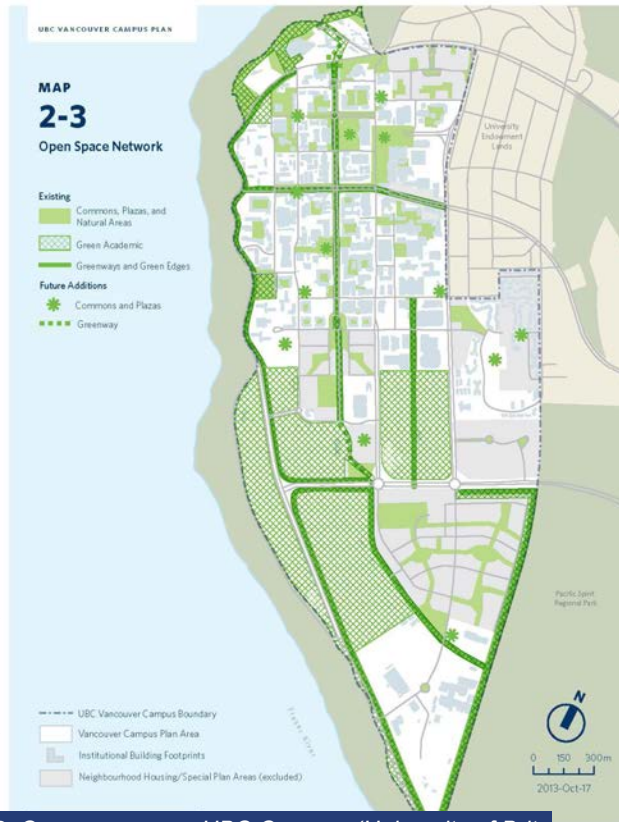 UBC VANCOUVER CAMPUS PLAN
MAP
2-3
Open Space Network
Existing
Commons, Plazas, and
Natural Areas
Green Academic
Greenways and Green Edges
Future Additions
Commons and Plazas
Greenway
University
Endowment
Lands
Pacific Spirit
Regional Park
Fraser River
UBC Vancouver Campus Boundary
Vancouver Campus Plan Area
Institutional Building Footprints
Neighbourhood Housing/Special Plan Areas (excluded)
N
0 150 300m
2013-Oct-17